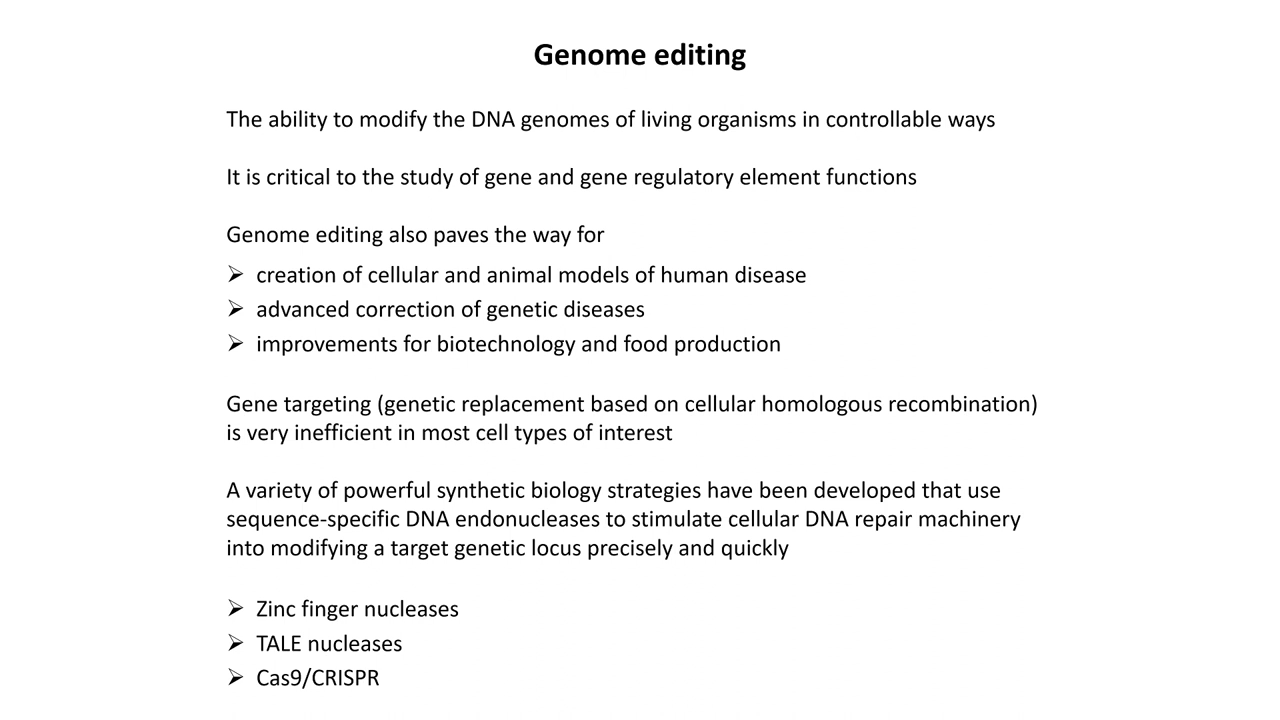 Genome editing
The ability to modify the DNA genomes of living organisms in controllable ways
It is critical to the study of gene and gene regulatory element functions
Genome editing also paves the way for
➢ creation of cellular and animal models of human disease
➢ advanced correction of genetic diseases
➢ improvements for biotechnology and food production
Gene targeting (genetic replacement based on cellular homologous recombination)
is very inefficient in most cell types of interest
A variety of powerful synthetic biology strategies have been developed that use
sequence-specific DNA endonucleases to stimulate cellular DNA repair machinery
into modifying a target genetic locus precisely and quickly
➢ Zinc finger nucleases
➢ TALE nucleases
➢ Cas9/CRISPR